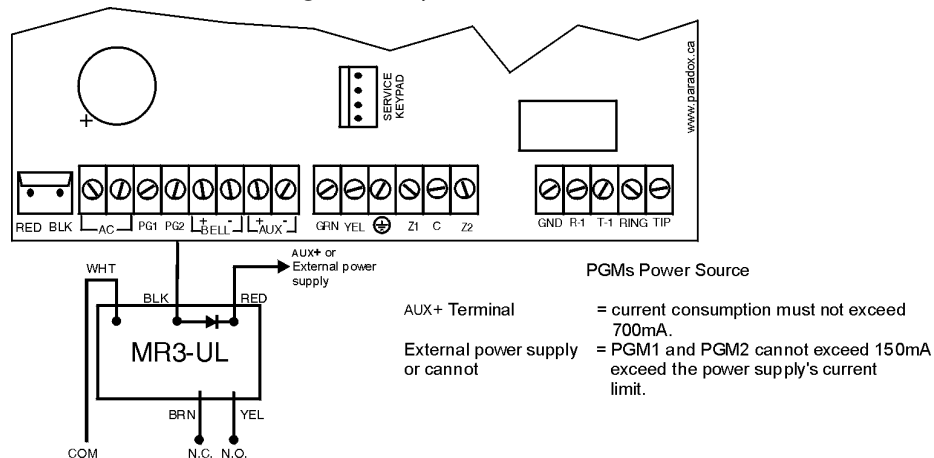 www.paradox.ca
SERVICE
KEYPAD
+
RED BLK AC PG1 PG2 + BELL - + AUX - GRN YEL Z1 C Z2 GND R-1 T-1 RING TIP
AUX+ or
External power
supply
WHT
BLK
RED
MR3-UL
BRN
YEL
COM
N.C. N.O.
PGMs Power Source
AUX+ Terminal = current consumption must not exceed
700mA.
External power supply = PGM1 and PGM2 cannot exceed 150mA
or cannot exceed the power supply's current
limit.